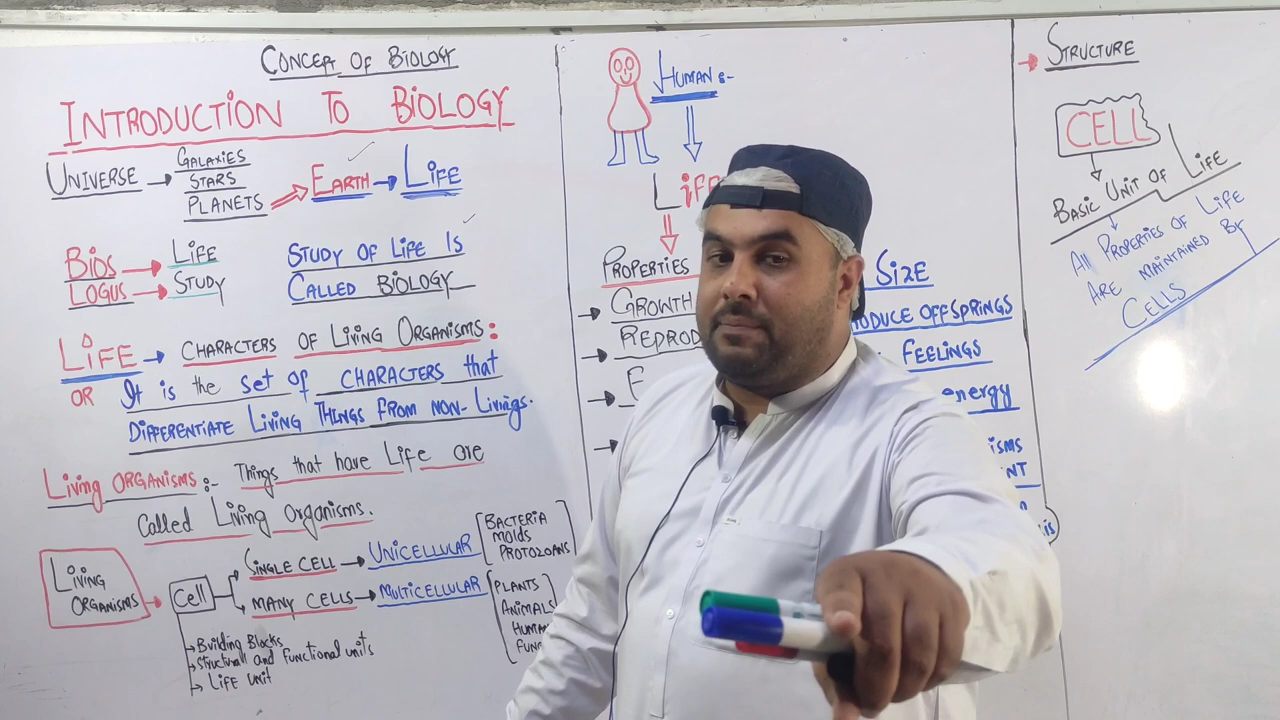 CONCEPT OF BIOLOGY
INTRODUCTION TO BIOLOGY
UNIVERSE → GALAXIES
STARS
PLANETS ⇒ EARTH → LIFE
BIOS → LIFE
LOGUS → STUDY
STUDY OF LIFE IS
CALLED BIOLOGY
LIFE → CHARACTERS OF LIVING ORGANISMS:
OR It is the set of CHARACTERS that
DIFFERENTIATE LIVING THINGS FROM NON-LIVINGS.
Living ORGANISMS:- Things that have Life are
Called Living Organisms.
LIVING
ORGANISMS → Cell
SINGLE CELL → UNICELLULAR
BACTERIA
MOLDS
PROTOZOANS
MANY CELLS → MULTICELLULAR
PLANTS
ANIMALS
→ Building Blocks
→ Structurall and Functional units
→ LIFE UNIT
HUMAN:-
LIFE
PROPERTIES
→ GROWTH
SIZE
→ REPROD
ODUCE OFFSPRINGS
FEELINGS
energy
→ STRUCTURE
CELL
BASIC UNIT OF LIFE
All PROPERTIES OF LIFE
ARE MAINTAINED BY
CELLS